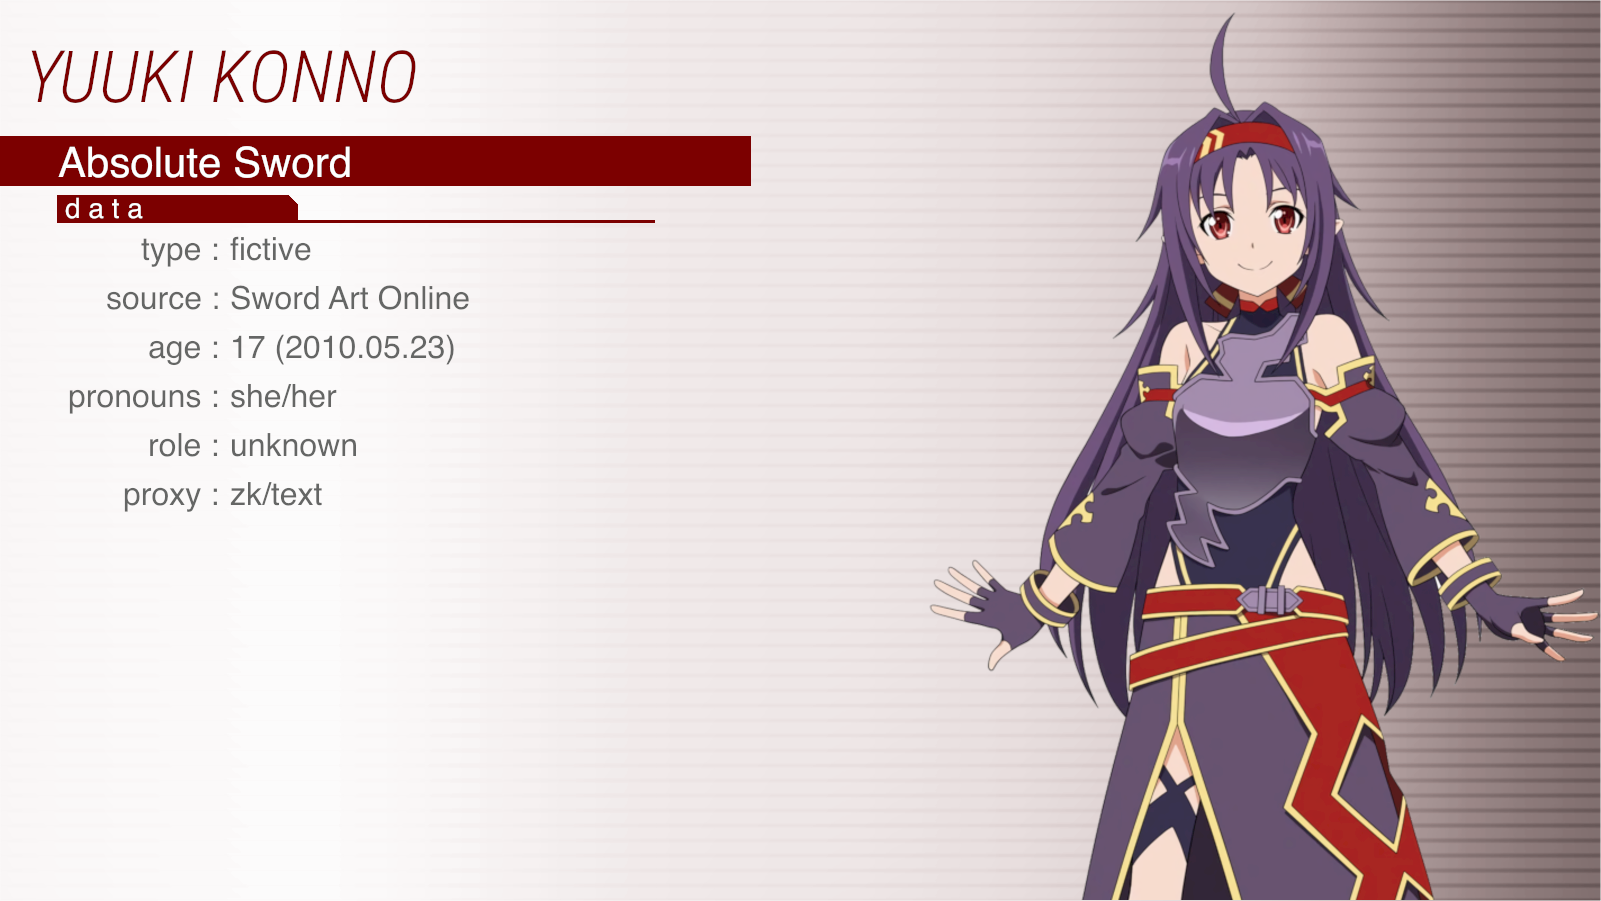 YUUKI KONNO
Absolute Sword
data
type : fictive
source : Sword Art Online
age : 17 (2010.05.23)
pronouns : she/her
role : unknown
proxy : zk/text